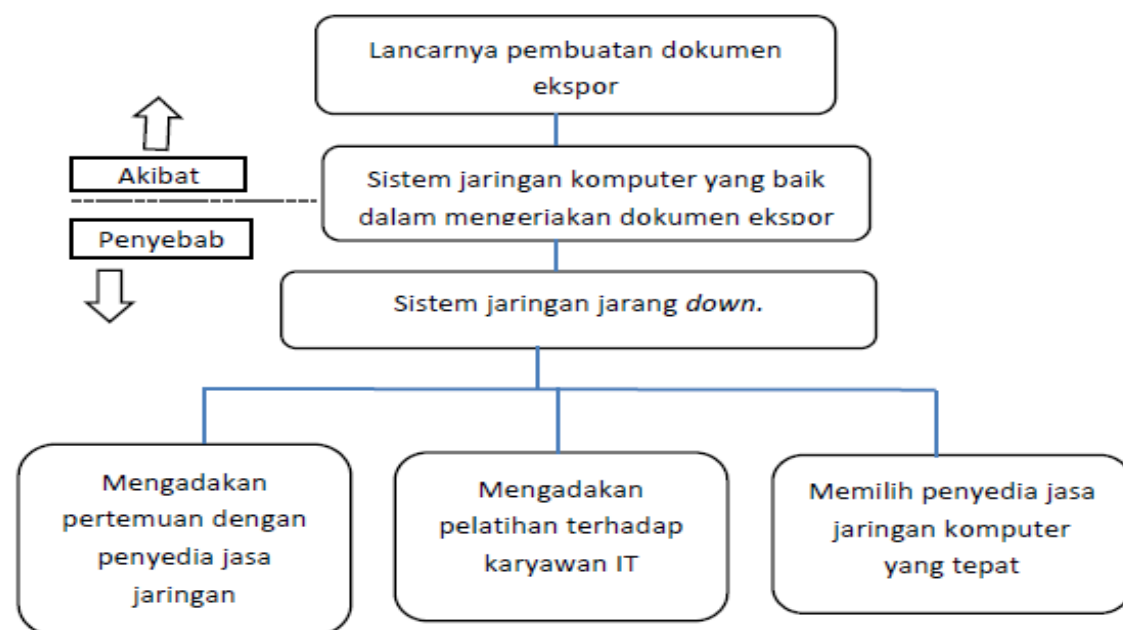 Lancarnya pembuatan dokumen
ekspor
Akibat
Sistem jaringan komputer yang baik
dalam mengerjakan dokumen ekspor
Penyebab
Sistem jaringan jarang down.
Mengadakan
pertemuan dengan
penyedia jasa
jaringan
Mengadakan
pelatihan terhadap
karyawan IT
Memilih penyedia jasa
jaringan komputer
yang tepat